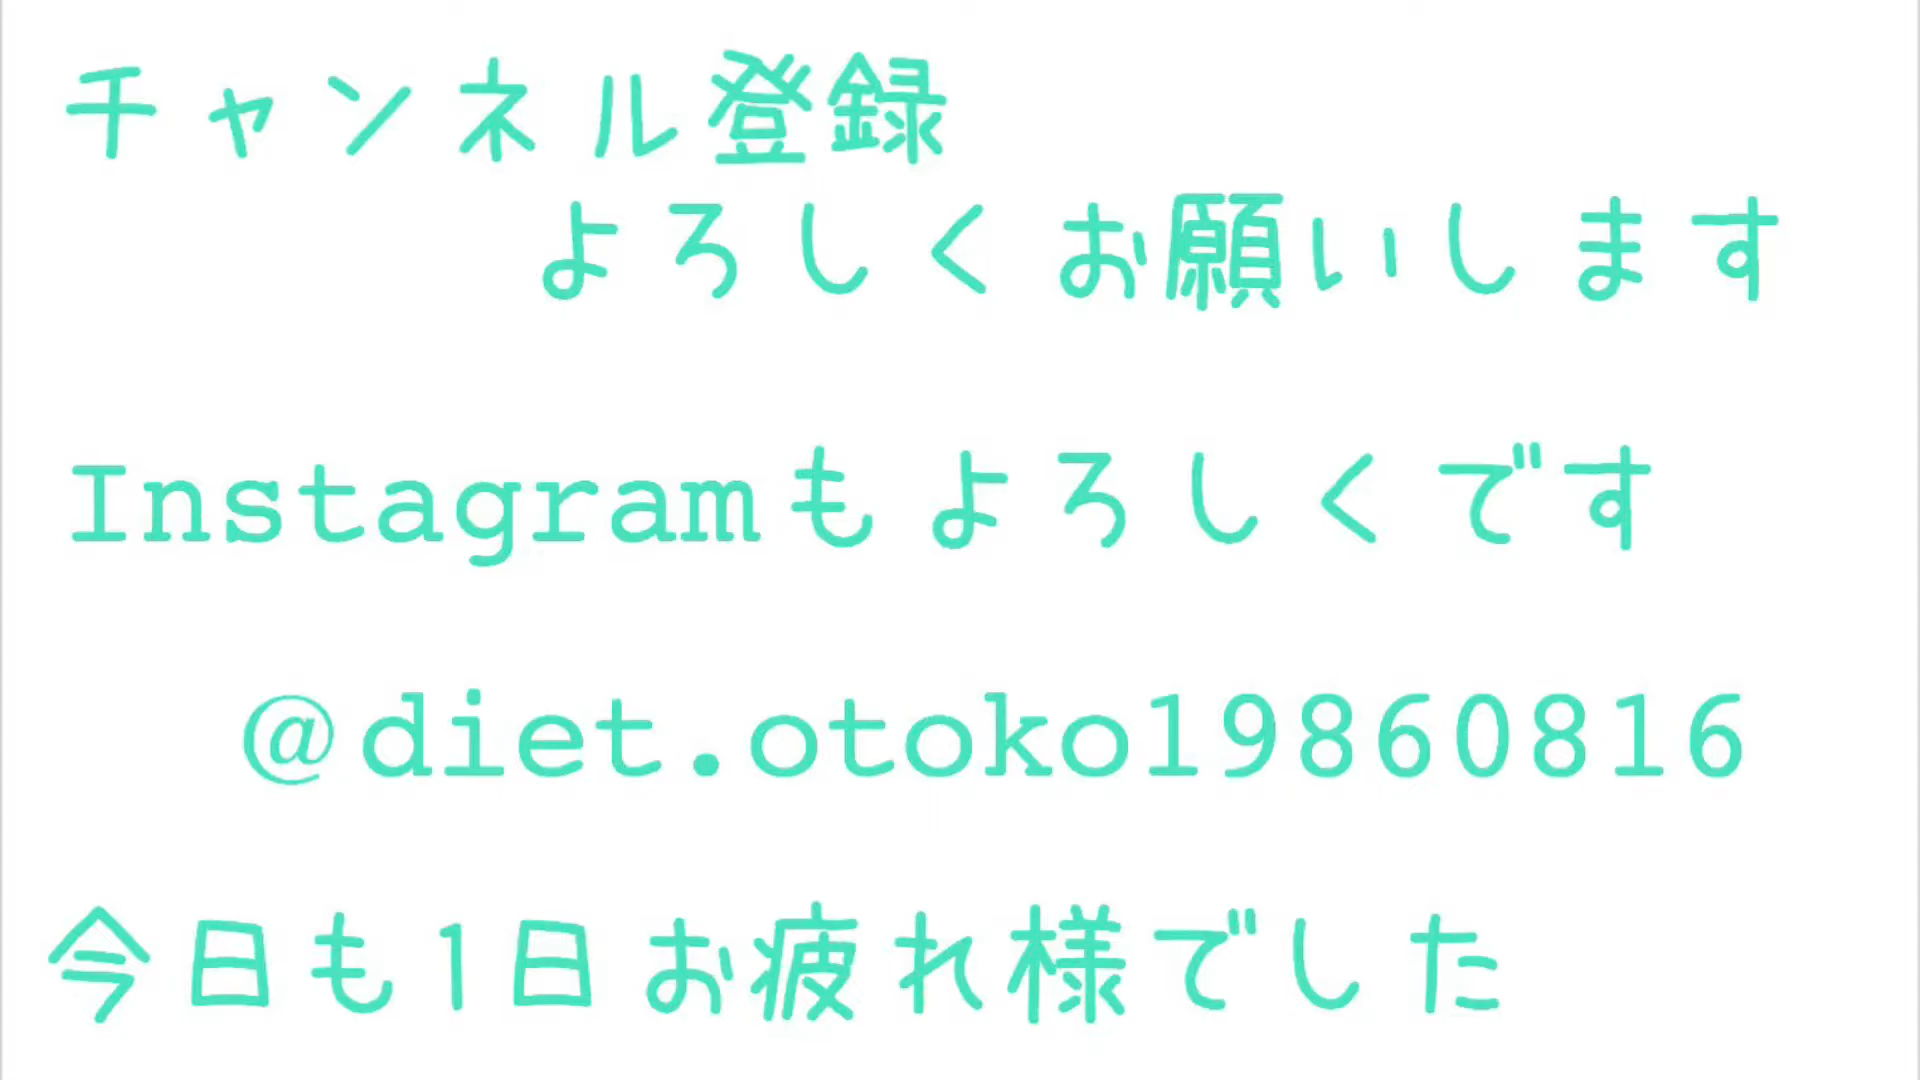 チャンネル登録
よろしくお願いします
Instagramもよろしくです
@diet.otoko19860816
今日も1日お疲れ様でした